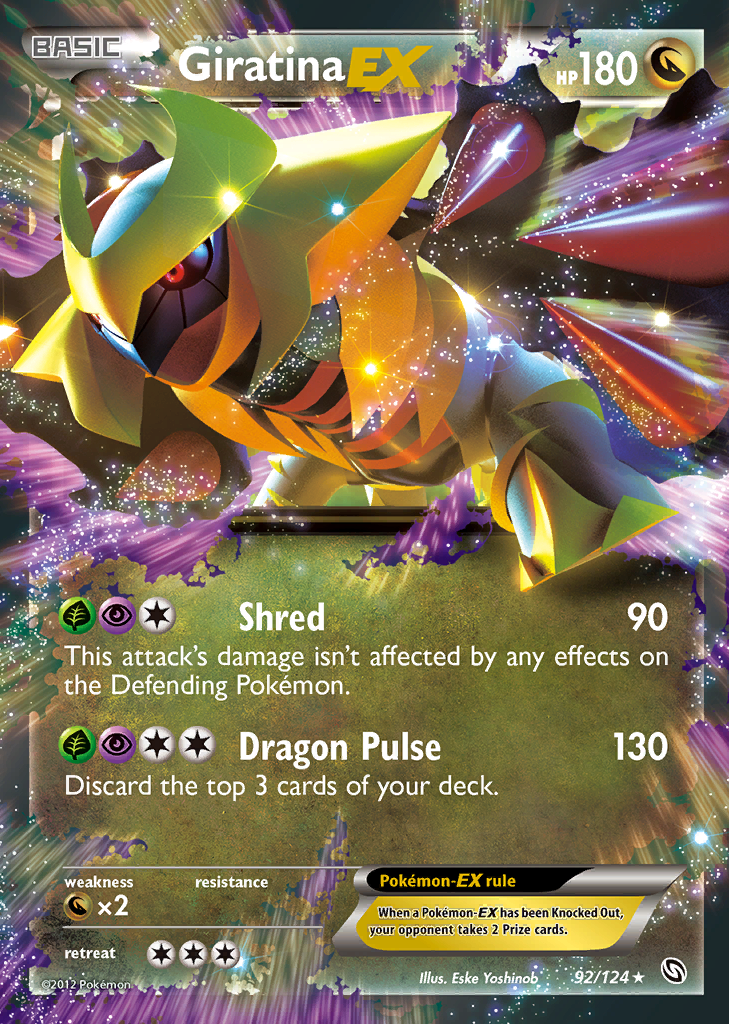 BASIC
Giratina EX
HP 180
Shred 90
This attack's damage isn't affected by any effects on
the Defending Pokémon.
Dragon Pulse 130
Discard the top 3 cards of your deck.
weakness resistance
×2
retreat
Pokémon-EX rule
When a Pokémon-EX has been Knocked Out,
your opponent takes 2 Prize cards.
Illus. Eske Yoshinob 92/124 ★
©2012 Pokémon